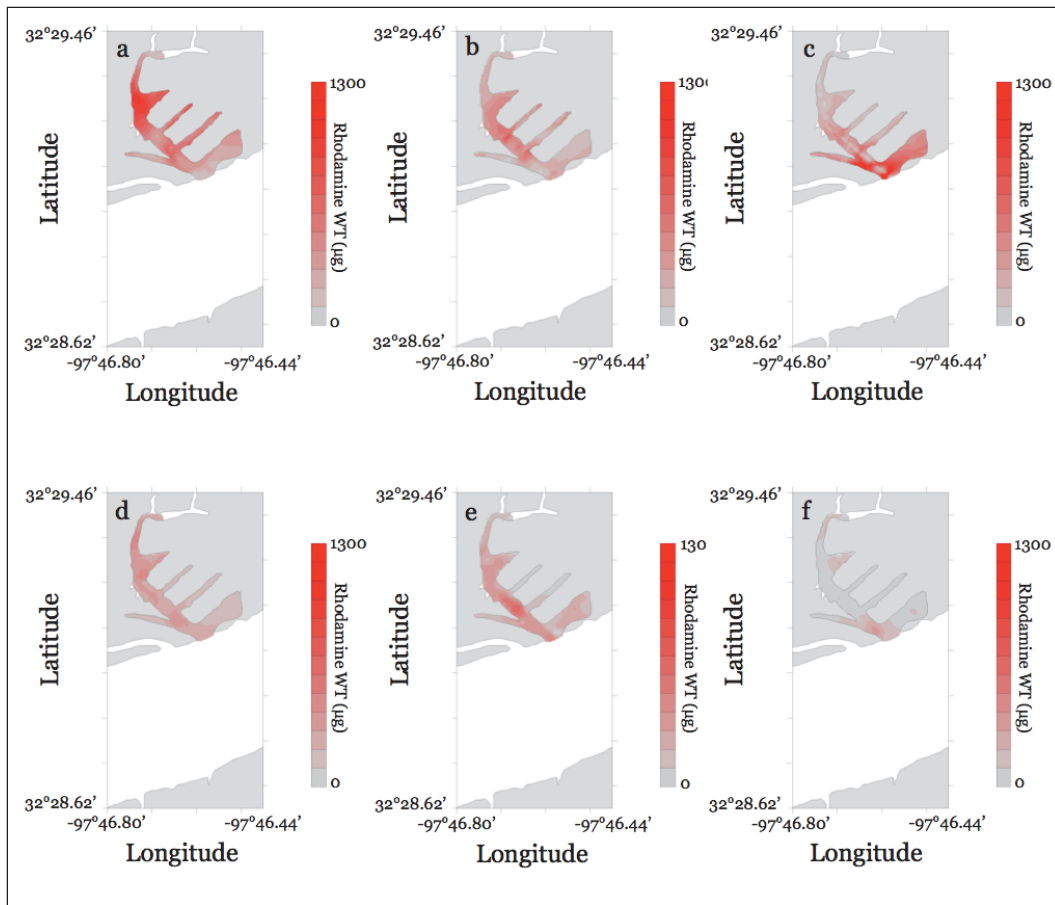 a
32°29.46'
32°28.62'
-97°46.80'
-97°46.44'
Latitude
Longitude
1300
0
Rhodamine WT (µg)
b
32°29.46'
32°28.62'
-97°46.80'
-97°46.44'
Latitude
Longitude
130
0
Rhodamine WT (µg)
c
32°29.46'
32°28.62'
-97°46.80'
-97°46.44'
Latitude
Longitude
1300
0
Rhodamine WT (µg)
d
32°29.46'
32°28.62'
-97°46.80'
-97°46.44'
Latitude
Longitude
1300
0
Rhodamine WT (µg)
e
32°29.46'
32°28.62'
-97°46.80'
-97°46.44'
Latitude
Longitude
130
0
Rhodamine WT (µg)
f
32°29.46'
32°28.62'
-97°46.80'
-97°46.44'
Latitude
Longitude
1300
0
Rhodamine WT (µg)